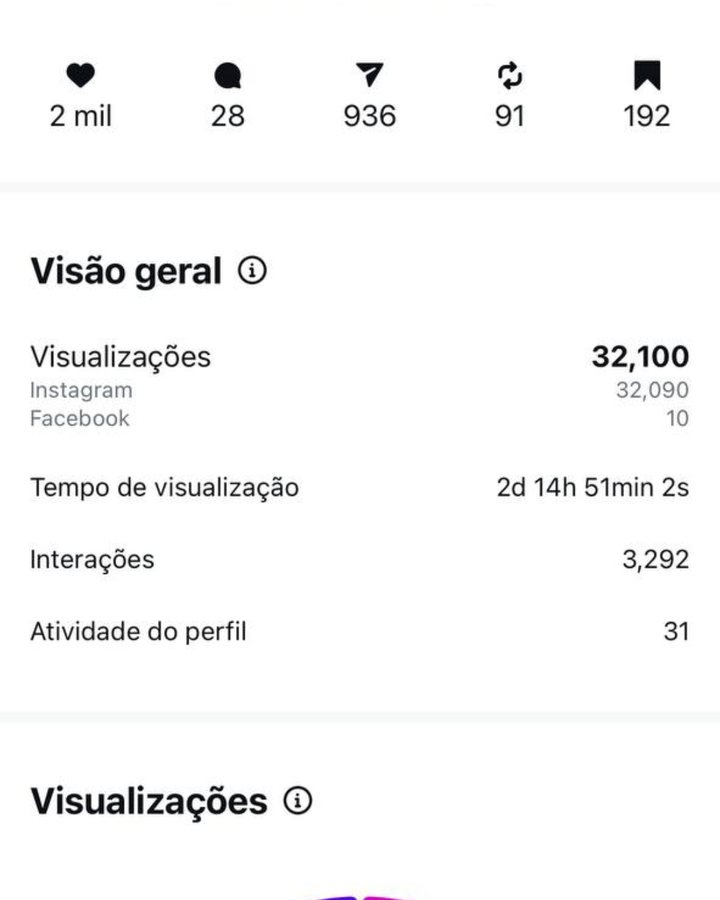 2 mil 28 936 91 192
Visão geral
Visualizações 32,100
Instagram 32,090
Facebook 10
Tempo de visualização 2d 14h 51min 2s
Interações 3,292
Atividade do perfil 31
Visualizações